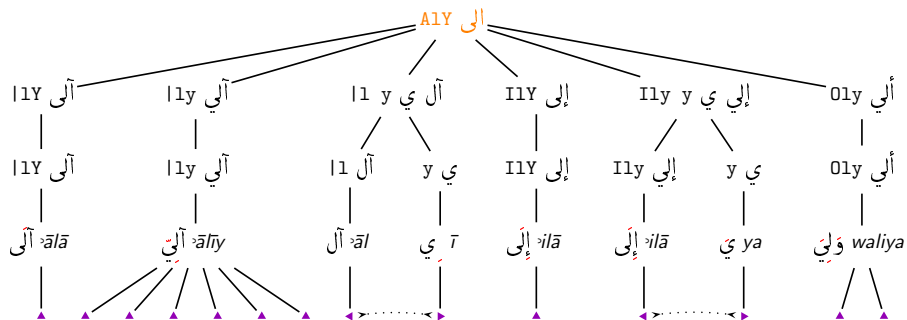 AlY الى
|lY آلى |ly آلي |l y آل ي IlY إلى Ily y إلي ي Oly ألي
|lY آلى |ly آلي |l آل y ي IlY إلى Ily إلي y ي Oly ألي
آلَى ʾālā آلِيّ ʾālīy آل ʾāl ـِي ī إِلَى ʾilā إِلَى ʾilā يَ ya وَلِيَ waliya